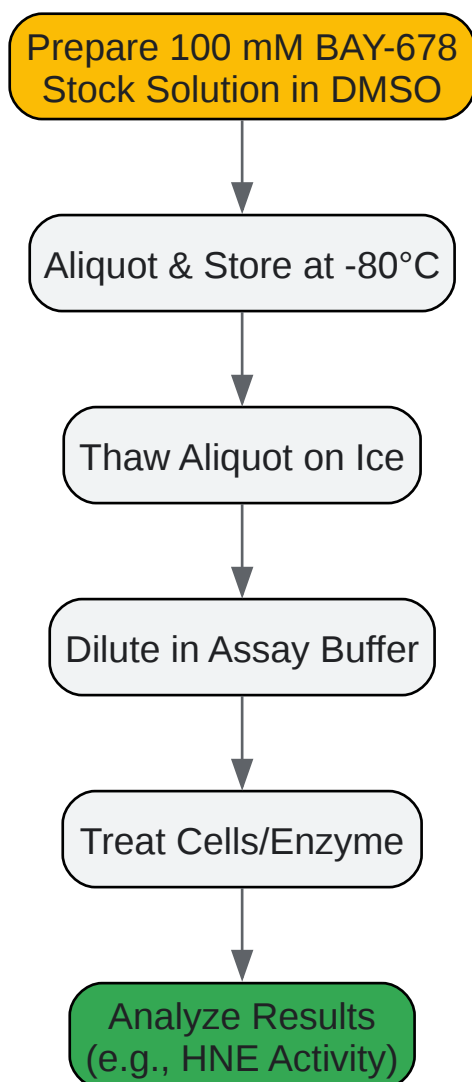 Prepare 100 mM BAY-678
Stock Solution in DMSO
Aliquot & Store at -80°C
Thaw Aliquot on Ice
Dilute in Assay Buffer
Treat Cells/Enzyme
Analyze Results
(e.g., HNE Activity)